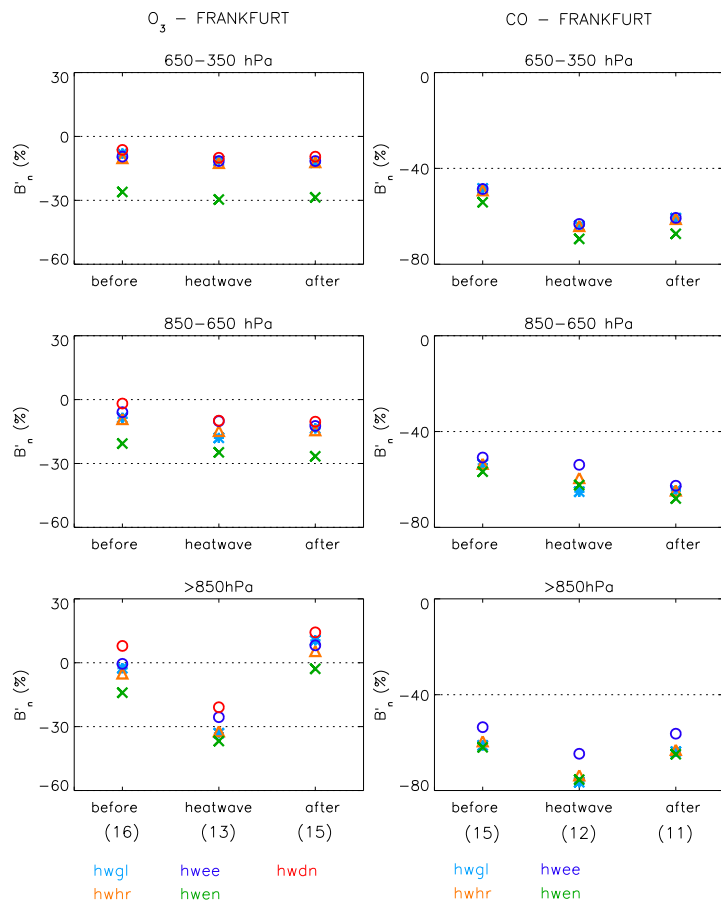 O3 – FRANKFURT
CO – FRANKFURT
650–350 hPa
30
0
−30
−60
B'n (%)
before heatwave after
650–350 hPa
0
−40
−80
B'n (%)
before heatwave after
850–650 hPa
30
0
−30
−60
B'n (%)
before heatwave after
850–650 hPa
0
−40
−80
B'n (%)
before heatwave after
>850hPa
30
0
−30
−60
B'n (%)
before heatwave after
(16) (13) (15)
>850hPa
0
−40
−80
B'n (%)
before heatwave after
(15) (12) (11)
hwgl hwee hwdn
hwhr hwen
hwgl hwee
hwhr hwen